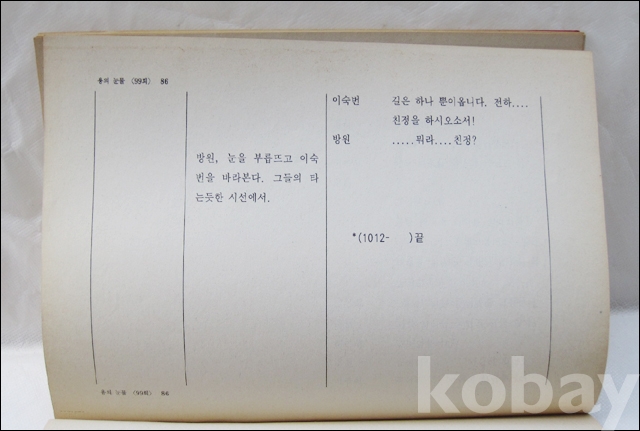 용의 눈물 (99회) 86
방원, 눈을 부릅뜨고 이숙
번을 바라본다. 그들의 타
는듯한 시선에서.
이숙번 길은 하나 뿐이옵니다. 전하....
친정을 하시오소서!
방원 .....뭐라....친정?
*(1012- )끝
용의 눈물 (99회) 86
kobay